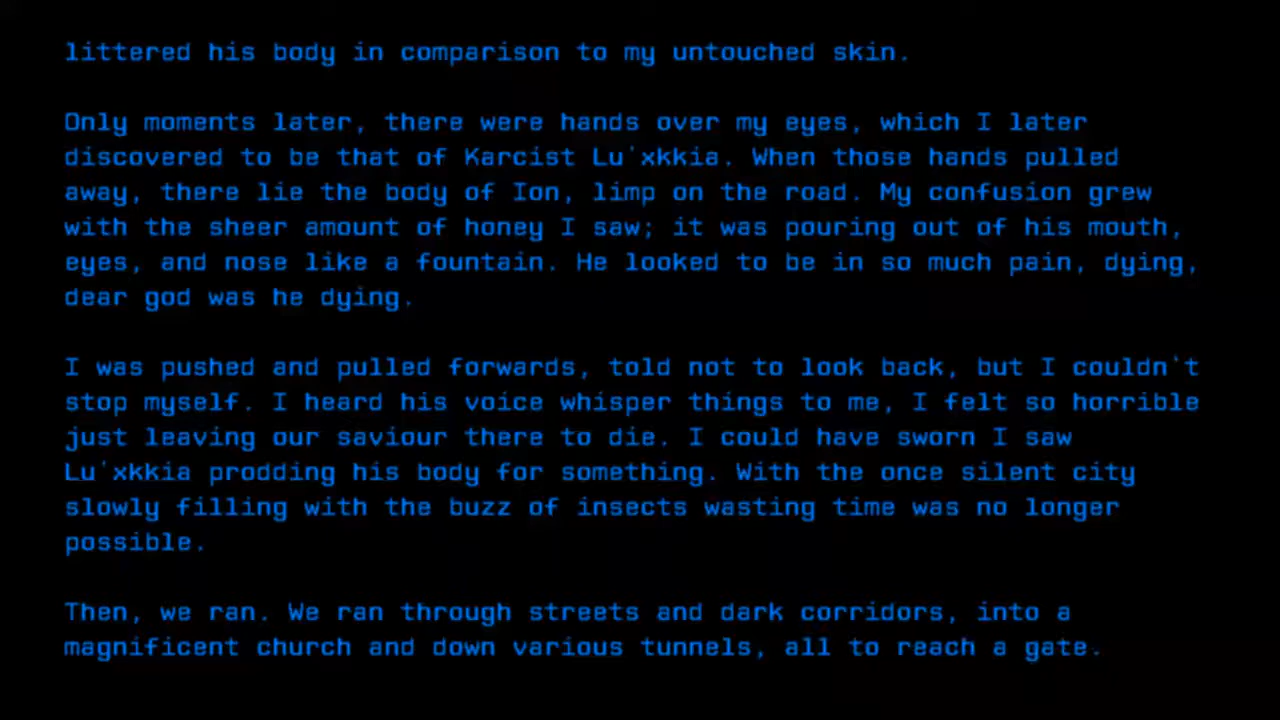 littered his body in comparison to my untouched skin.
Only moments later, there were hands over my eyes, which I later
discovered to be that of Karcist Lu'xkkia. When those hands pulled
away, there lie the body of Ion, limp on the road. My confusion grew
with the sheer amount of honey I saw; it was pouring out of his mouth,
eyes, and nose like a fountain. He looked to be in so much pain, dying,
dear god was he dying.
I was pushed and pulled forwards, told not to look back, but I couldn't
stop myself. I heard his voice whisper things to me, I felt so horrible
just leaving our saviour there to die. I could have sworn I saw
Lu'xkkia prodding his body for something. With the once silent city
slowly filling with the buzz of insects wasting time was no longer
possible.
Then, we ran. We ran through streets and dark corridors, into a
magnificent church and down various tunnels, all to reach a gate.